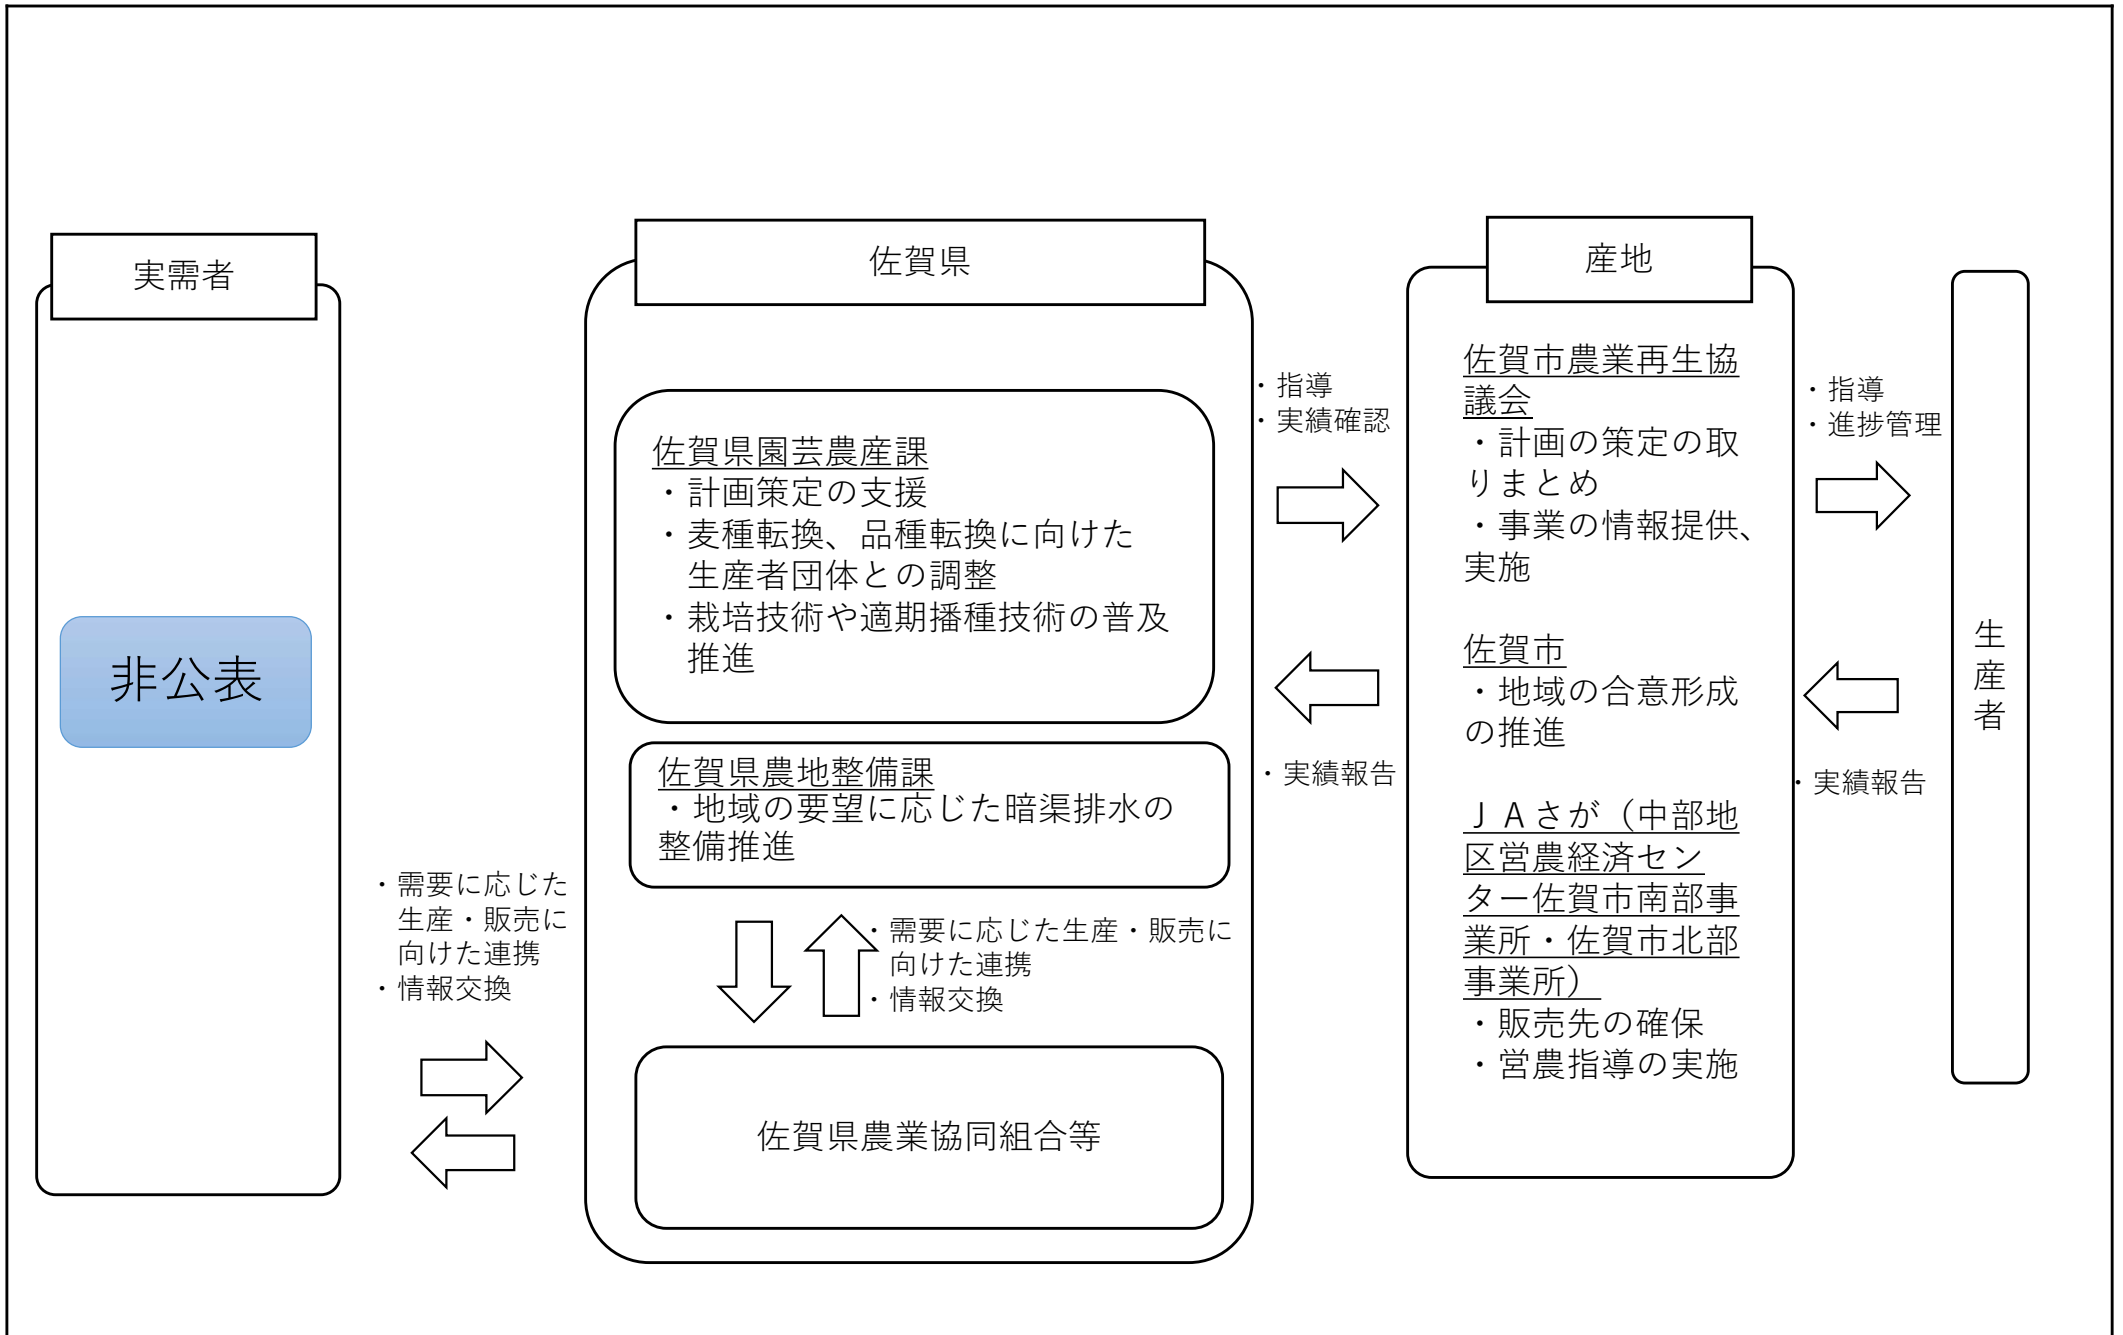 実需者
非公表
・需要に応じた
生産・販売に
向けた連携
・情報交換
佐賀県
佐賀県園芸農産課
・計画策定の支援
・麦種転換、品種転換に向けた
生産者団体との調整
・栽培技術や適期播種技術の普及
推進
佐賀県農地整備課
・地域の要望に応じた暗渠排水の
整備推進
・需要に応じた生産・販売に
向けた連携
・情報交換
佐賀県農業協同組合等
・指導
・実績確認
・実績報告
産地
佐賀市農業再生協
議会
・計画の策定の取
りまとめ
・事業の情報提供、
実施
佐賀市
・地域の合意形成
の推進
ＪＡさが（中部地
区営農経済セン
ター佐賀市南部事
業所・佐賀市北部
事業所）
・販売先の確保
・営農指導の実施
・指導
・進捗管理
・実績報告
生産者